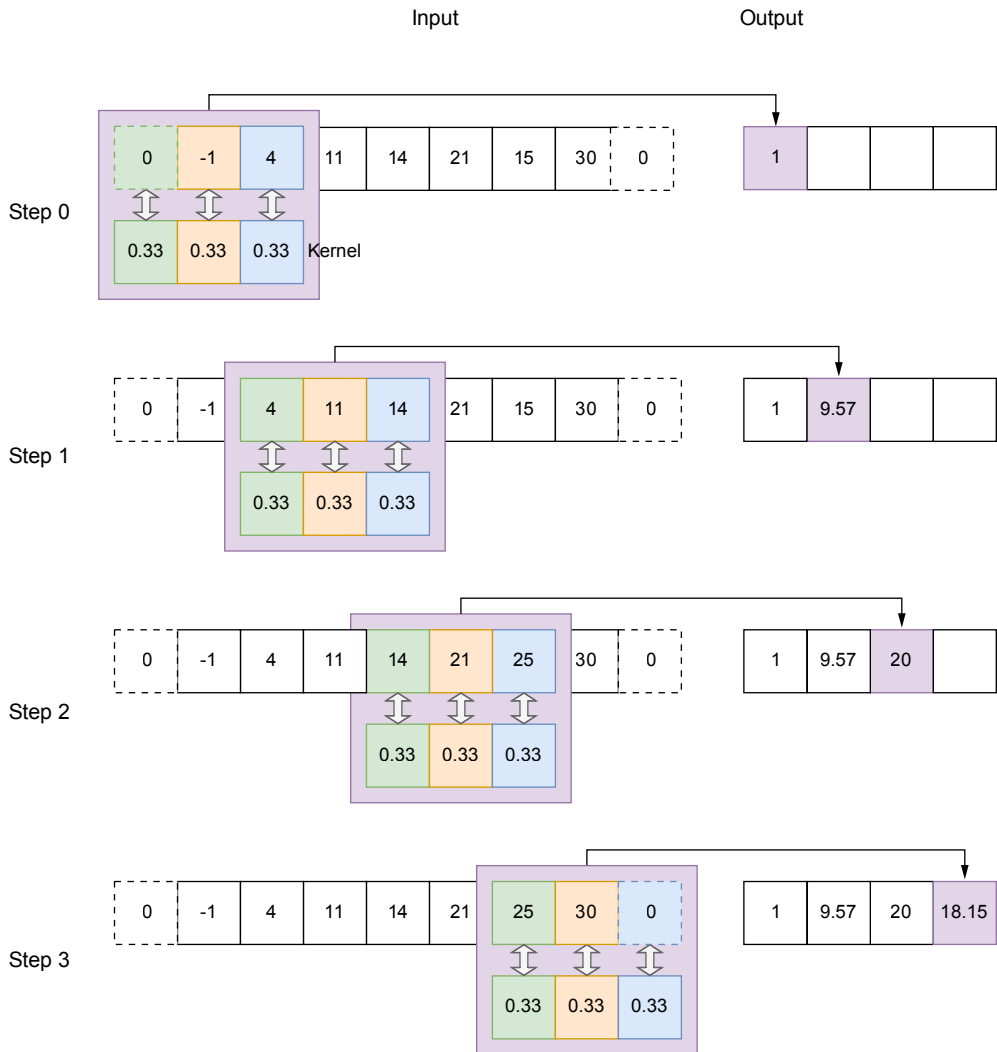 Input Output
0 -1 4 11 14 21 15 30 0 1
Step 0
0.33 0.33 0.33 Kernel
0 -1 4 11 14 21 15 30 0 1 9.57
Step 1
0.33 0.33 0.33
0 -1 4 11 14 21 25 30 0 1 9.57 20
Step 2
0.33 0.33 0.33
0 -1 4 11 14 21 25 30 0 1 9.57 20 18.15
Step 3
0.33 0.33 0.33